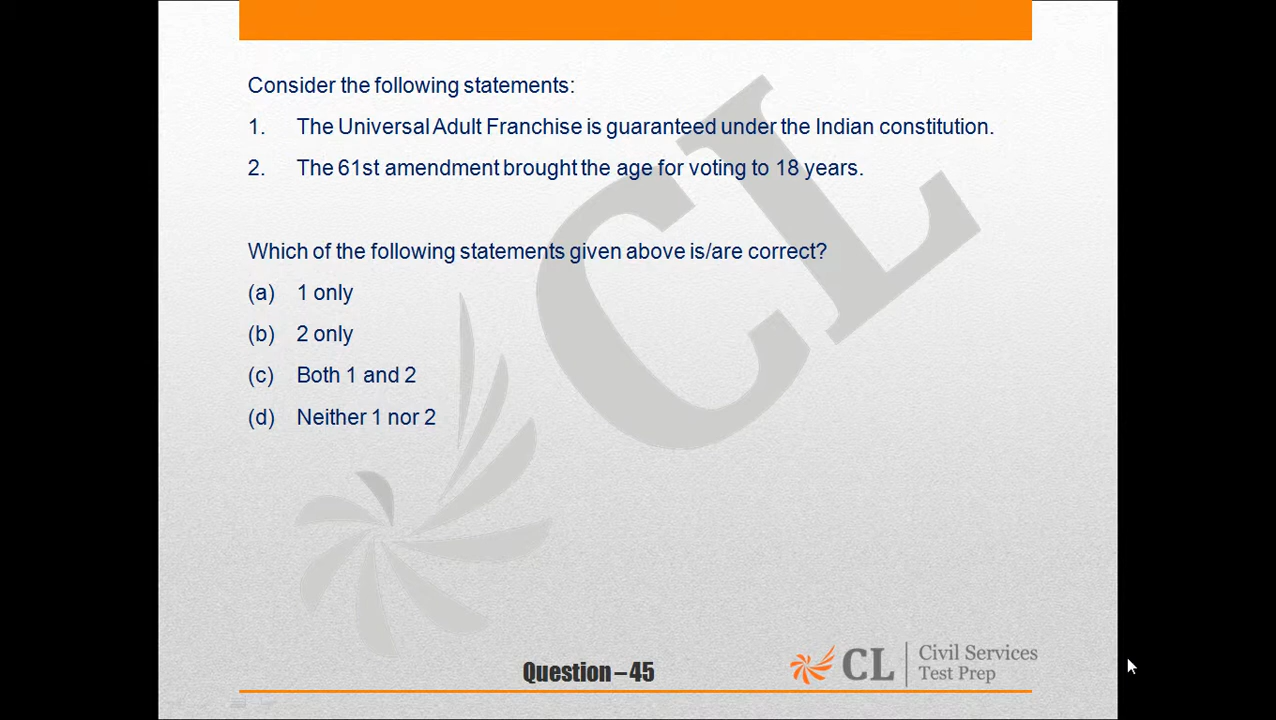 Consider the following statements:
1. The Universal Adult Franchise is guaranteed under the Indian constitution.
2. The 61st amendment brought the age for voting to 18 years.
Which of the following statements given above is/are correct?
(a) 1 only
(b) 2 only
(c) Both 1 and 2
(d) Neither 1 nor 2
CL
Question – 45
CL Civil Services
Test Prep